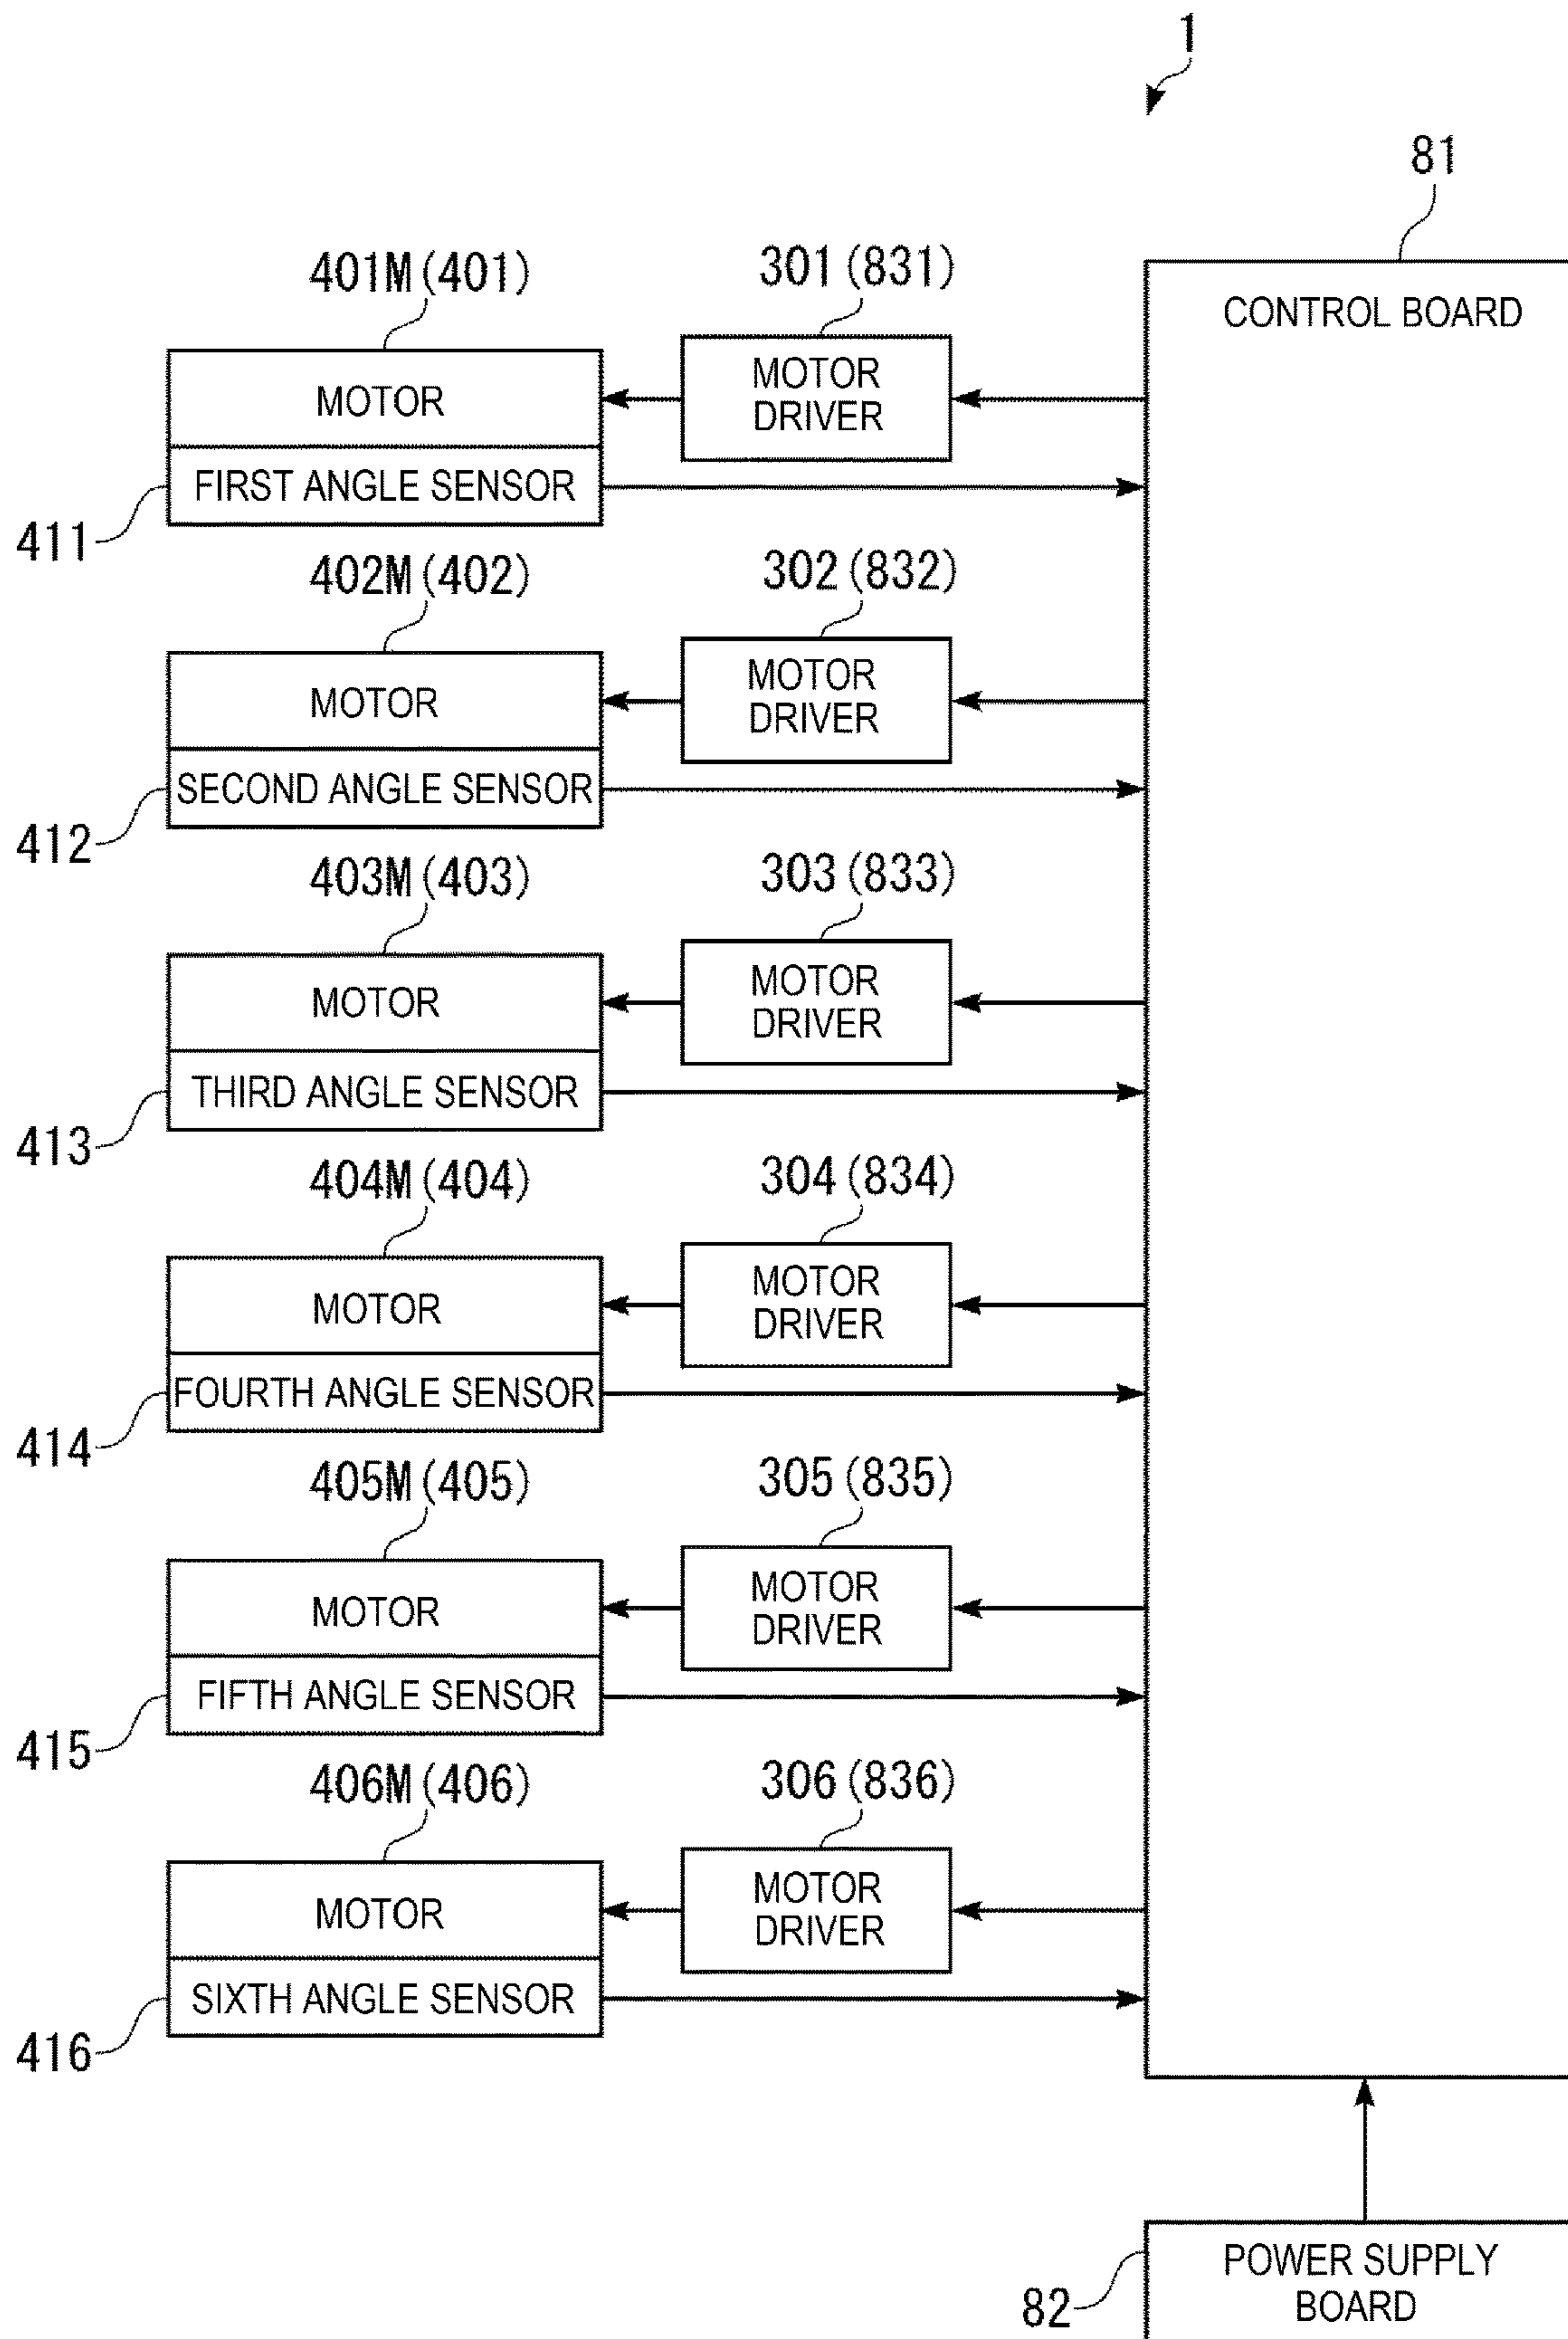 1
81
CONTROL BOARD
401M(401)
301(831)
MOTOR
MOTOR
DRIVER
FIRST ANGLE SENSOR
411
402M(402)
302(832)
MOTOR
MOTOR
DRIVER
SECOND ANGLE SENSOR
412
403M(403)
303(833)
MOTOR
MOTOR
DRIVER
THIRD ANGLE SENSOR
413
404M(404)
304(834)
MOTOR
MOTOR
DRIVER
FOURTH ANGLE SENSOR
414
405M(405)
305(835)
MOTOR
MOTOR
DRIVER
FIFTH ANGLE SENSOR
415
406M(406)
306(836)
MOTOR
MOTOR
DRIVER
SIXTH ANGLE SENSOR
416
POWER SUPPLY
BOARD
82